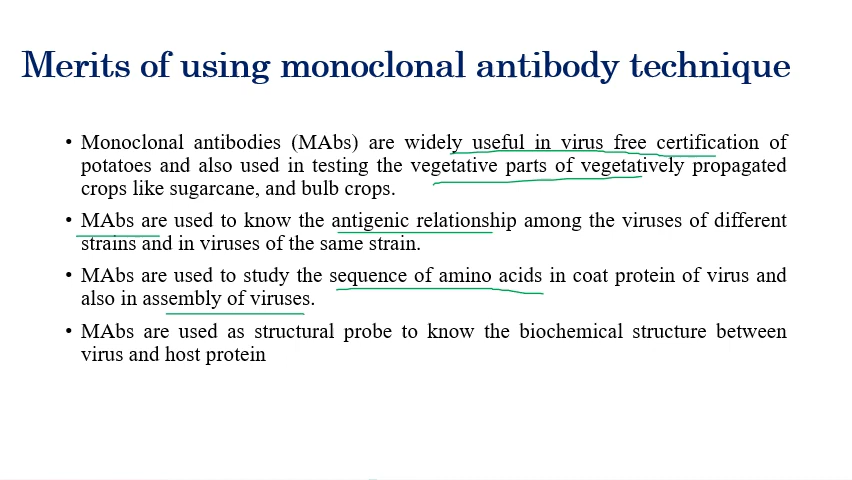 Merits of using monoclonal antibody technique
• Monoclonal antibodies (MAbs) are widely useful in virus free certification of
potatoes and also used in testing the vegetative parts of vegetatively propagated
crops like sugarcane, and bulb crops.
• MAbs are used to know the antigenic relationship among the viruses of different
strains and in viruses of the same strain.
• MAbs are used to study the sequence of amino acids in coat protein of virus and
also in assembly of viruses.
• MAbs are used as structural probe to know the biochemical structure between
virus and host protein